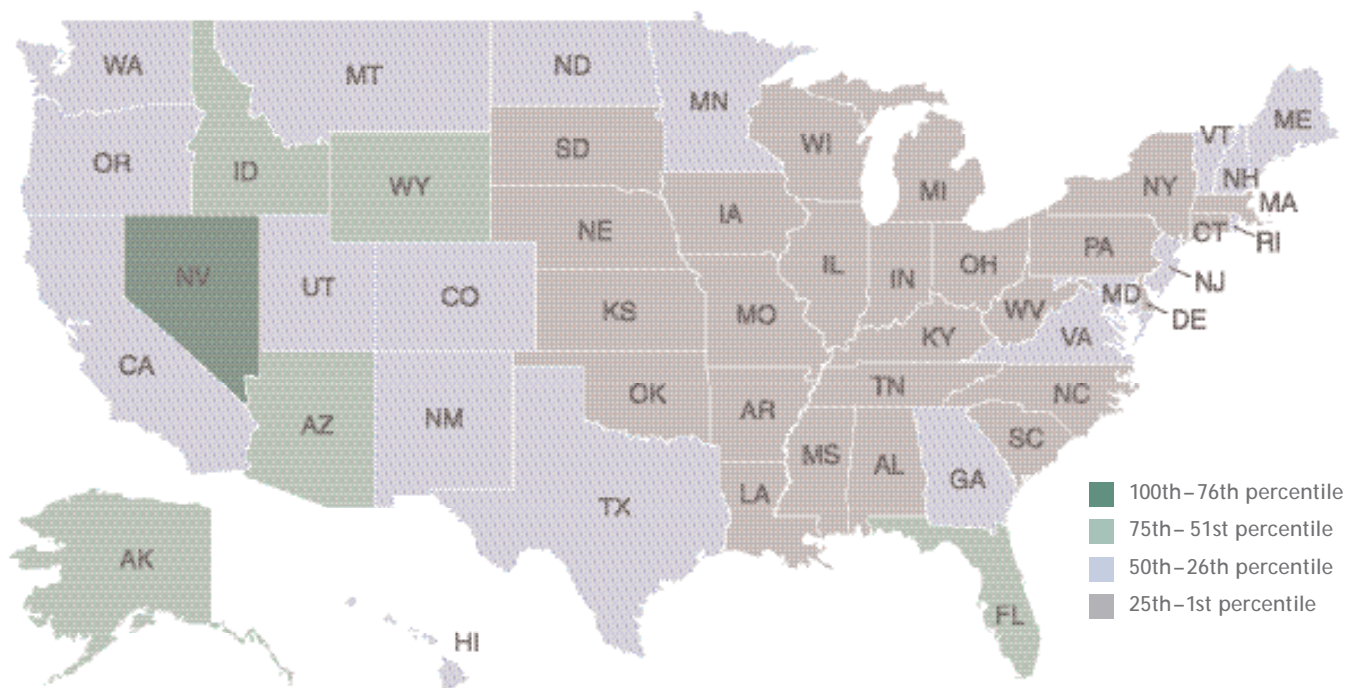 WA
MT
ND
MN
ME
VT
OR
ID
SD
WI
NH
WY
MI
NY
MA
IA
NE
CT
RI
PA
NV
IL
IN
OH
NJ
UT
CO
MD
WV
DE
KS
MO
KY
VA
CA
TN
NC
OK
AR
AZ
NM
SC
MS
AL
GA
LA
TX
100th–76th percentile
75th–51st percentile
AK
50th–26th percentile
25th–1st percentile
FL
HI